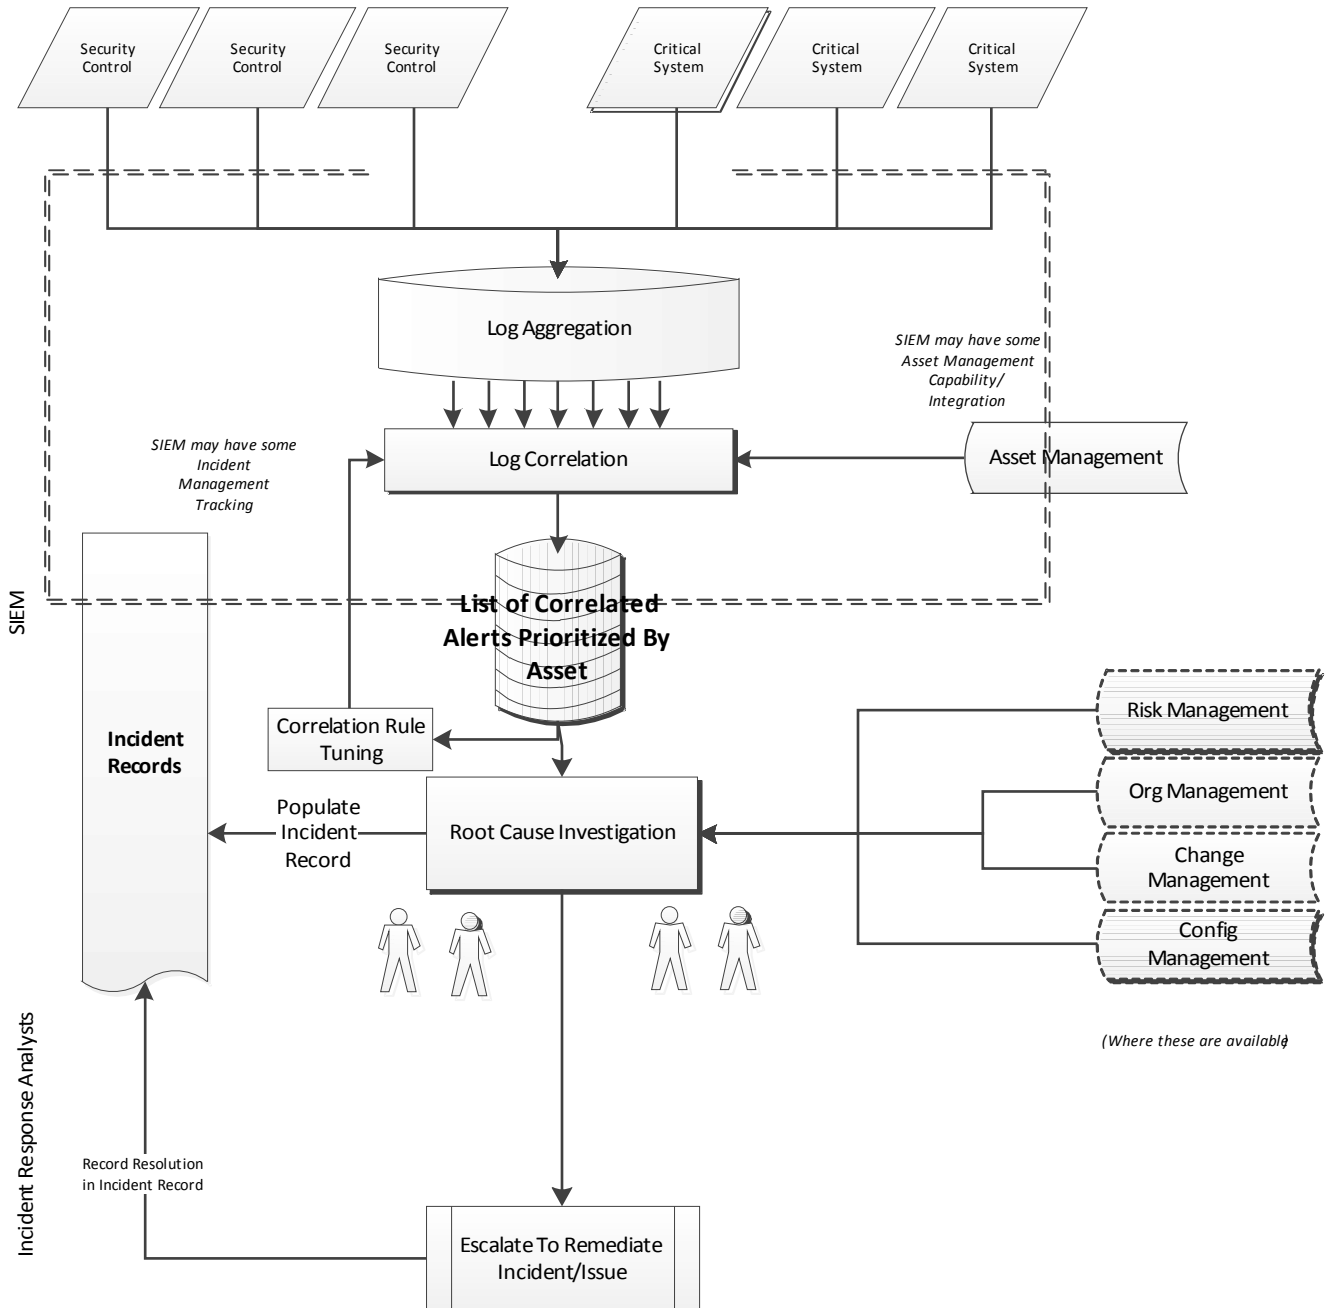 Security
Control
Security
Control
Security
Control
Critical
System
Critical
System
Critical
System
Log Aggregation
SIEM may have some
Asset Management
Capability/
Integration
SIEM may have some
Incident
Management
Tracking
Log Correlation
Asset Management
SIEM
List of Correlated
Alerts Prioritized By
Asset
Correlation Rule
Tuning
Risk Management
Incident
Records
Org Management
Populate
Incident
Record
Root Cause Investigation
Change
Management
Config
Management
(Where these are available)
Incident Response Analysts
Record Resolution
in Incident Record
Escalate To Remediate
Incident/Issue